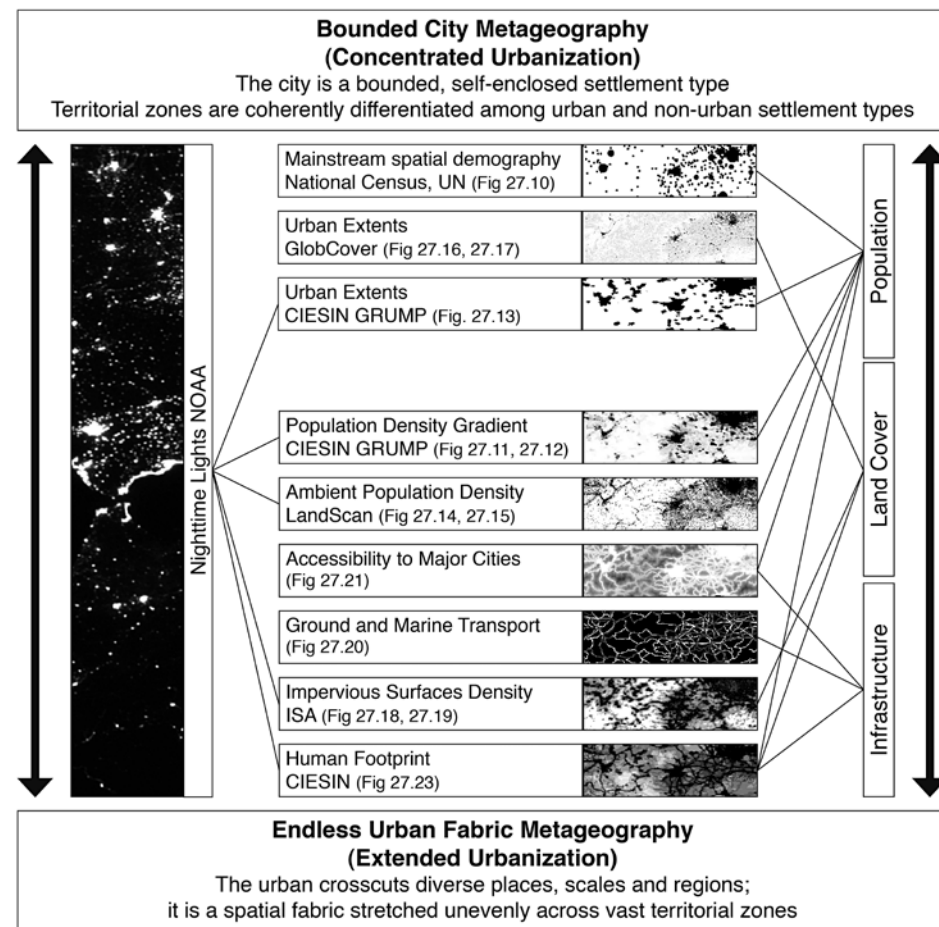 Bounded City Metageography
(Concentrated Urbanization)
The city is a bounded, self-enclosed settlement type
Territorial zones are coherently differentiated among urban and non-urban settlement types
Nighttime Lights NOAA
Mainstream spatial demography
National Census, UN (Fig 27.10)
Urban Extents
GlobCover (Fig 27.16, 27.17)
Urban Extents
CIESIN GRUMP (Fig. 27.13)
Population Density Gradient
CIESIN GRUMP (Fig 27.11, 27.12)
Ambient Population Density
LandScan (Fig 27.14, 27.15)
Accessibility to Major Cities
(Fig 27.21)
Ground and Marine Transport
(Fig 27.20)
Impervious Surfaces Density
ISA (Fig 27.18, 27.19)
Human Footprint
CIESIN (Fig 27.23)
Population
Land Cover
Infrastructure
Endless Urban Fabric Metageography
(Extended Urbanization)
The urban crosscuts diverse places, scales and regions;
it is a spatial fabric stretched unevenly across vast territorial zones